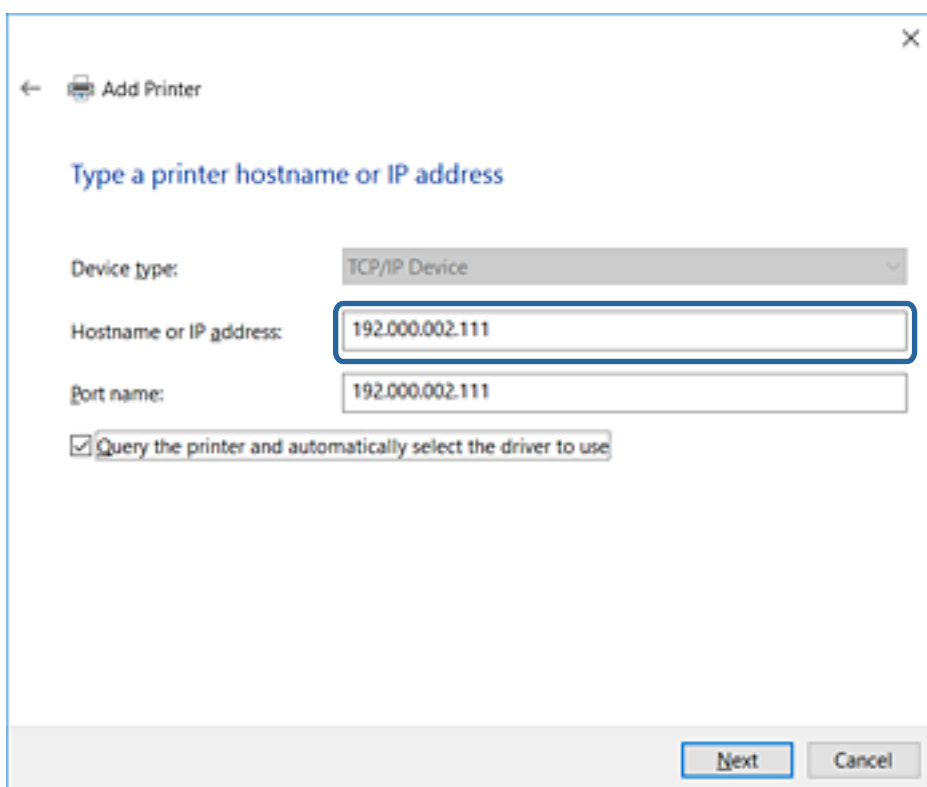 Add Printer
Type a printer hostname or IP address
Device type: TCP/IP Device
Hostname or IP address: 192.000.002.111
Port name: 192.000.002.111
Query the printer and automatically select the driver to use
Next Cancel